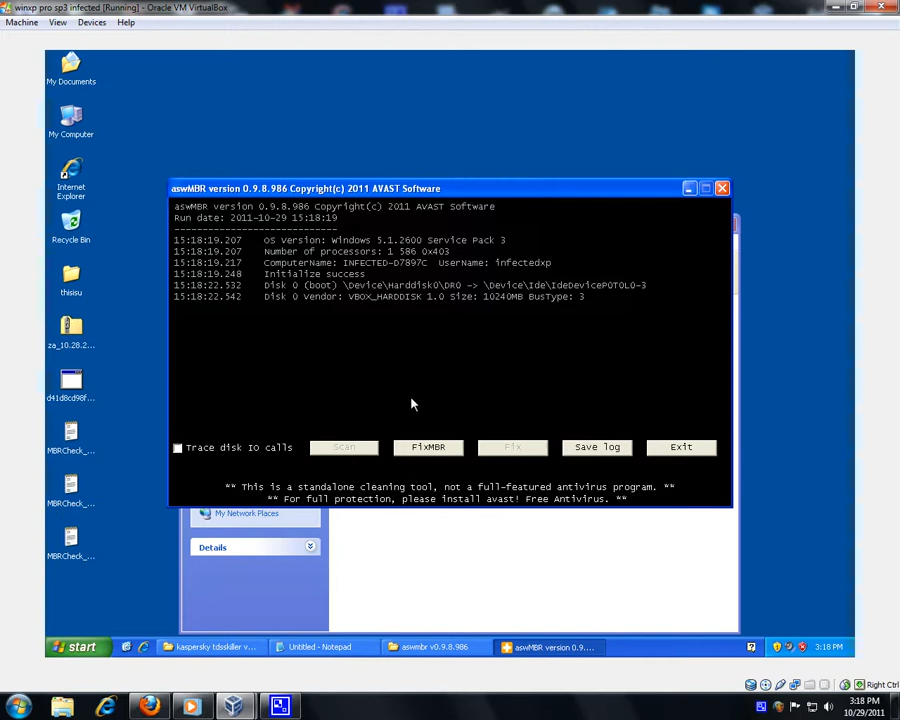 winxp pro sp3 infected [Running] - Oracle VM VirtualBox
Machine View Devices Help
My Documents
My Computer
Internet
Explorer
Recycle Bin
thisisu
za_10.28.2...
d41d8cd98f...
MBRCheck_...
MBRCheck_...
MBRCheck_...
aswMBR version 0.9.8.986 Copyright(c) 2011 AVAST Software
aswMBR version 0.9.8.986 Copyright(c) 2011 AVAST Software
Run date: 2011-10-29 15:18:19
-----------------------------
15:18:19.207 OS Version: Windows 5.1.2600 Service Pack 3
15:18:19.207 Number of processors: 1 586 0x403
15:18:19.217 ComputerName: INFECTED-D7897C UserName: infectedxp
15:18:19.248 Initialize success
15:18:22.532 Disk 0 (boot) \Device\Harddisk0\DR0 -> \Device\Ide\IdeDeviceP0T0L0-3
15:18:22.542 Disk 0 Vendor: VBOX_HARDDISK 1.0 Size: 10240MB BusType: 3
Trace disk IO calls Scan FixMBR Fix Save log Exit
** This is a standalone cleaning tool, not a full-featured antivirus program. **
** For full protection, please install avast! Free Antivirus. **
My Network Places
Details
start kaspersky tdsskiller v... Untitled - Notepad aswmbr v0.9.8.986 aswMBR version 0.9.... 3:18 PM
Right Ctrl
3:18 PM
10/29/2011